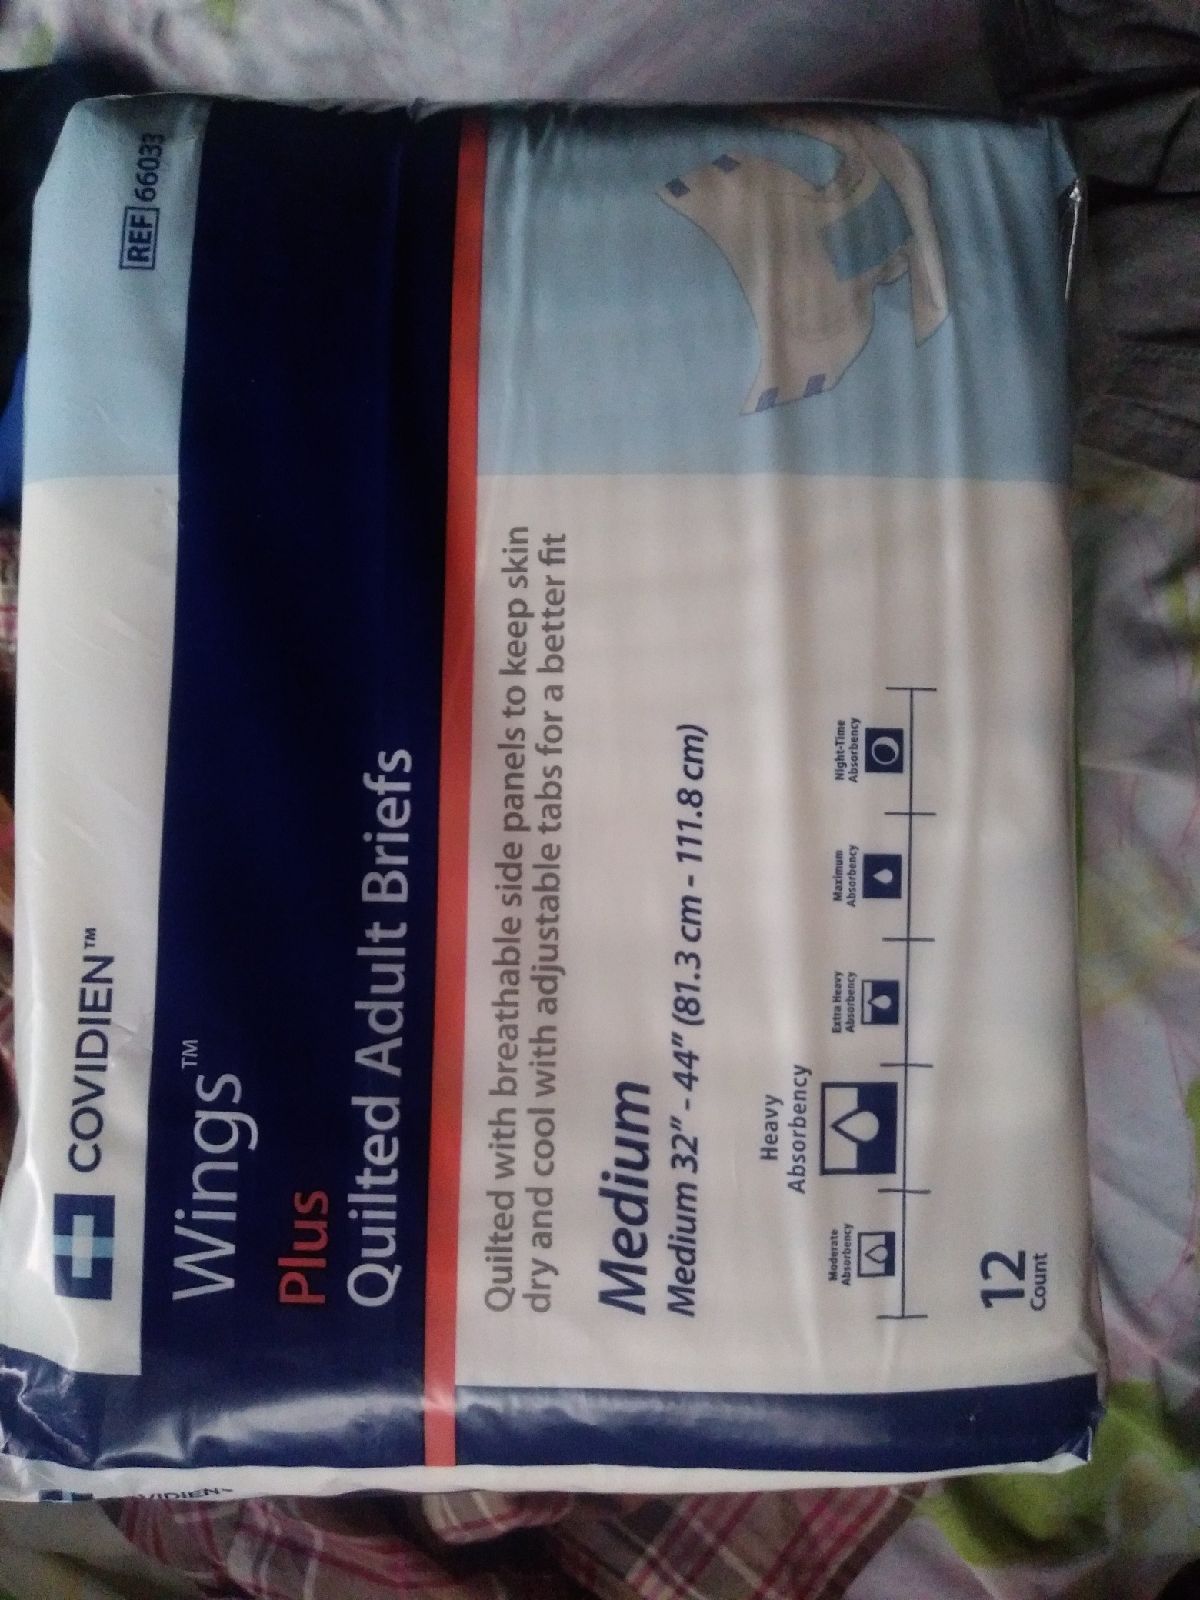 COVIDIEN™
REF 66033
Wings™
Plus
Quilted Adult Briefs
Quilted with breathable side panels to keep skin
dry and cool with adjustable tabs for a better fit
Medium
Medium 32" - 44" (81.3 cm - 111.8 cm)
Moderate
Absorbency
Heavy
Absorbency
Extra Heavy
Absorbency
Maximum
Absorbency
Night-Time
Absorbency
12
Count